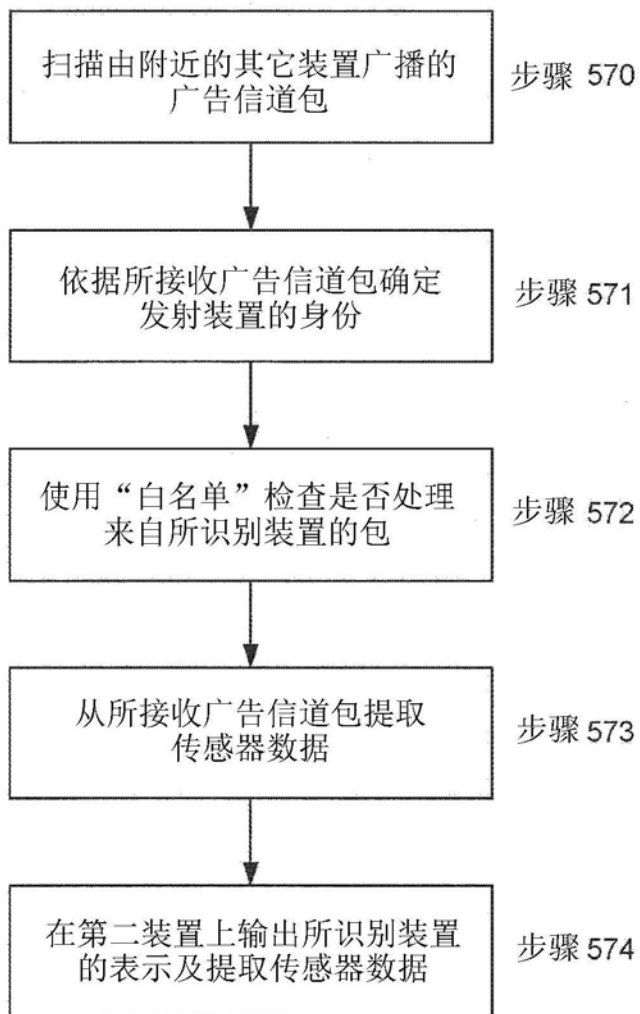 扫描由附近的其它装置广播的
广告信道包
步骤 570
依据所接收广告信道包确定
发射装置的身份
步骤 571
使用“白名单”检查是否处理
来自所识别装置的包
步骤 572
从所接收广告信道包提取
传感器数据
步骤 573
在第二装置上输出所识别装置
的表示及提取传感器数据
步骤 574